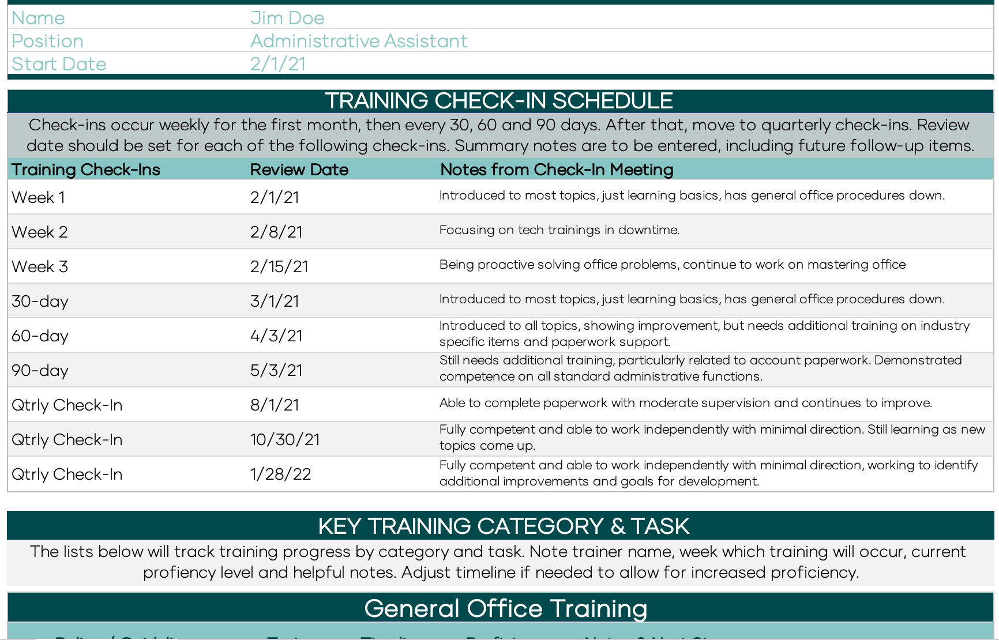 Name Jim Doe
Position Administrative Assistant
Start Date 2/1/21
TRAINING CHECK-IN SCHEDULE
Check-ins occur weekly for the first month, then every 30, 60 and 90 days. After that, move to quarterly check-ins. Review
date should be set for each of the following check-ins. Summary notes are to be entered, including future follow-up items.
Training Check-Ins Review Date Notes from Check-In Meeting
Week 1 2/1/21 Introduced to most topics, just learning basics, has general office procedures down.
Week 2 2/8/21 Focusing on tech trainings in downtime.
Week 3 2/15/21 Being proactive solving office problems, continue to work on mastering office
30-day 3/1/21 Introduced to most topics, just learning basics, has general office procedures down.
60-day 4/3/21 Introduced to all topics, showing improvement, but needs additional training on industry
specific items and paperwork support.
90-day 5/3/21 Still needs additional training, particularly related to account paperwork. Demonstrated
competence on all standard administrative functions.
Qtrly Check-In 8/1/21 Able to complete paperwork with moderate supervision and continues to improve.
Qtrly Check-In 10/30/21 Fully competent and able to work independently with minimal direction. Still learning as new
topics come up.
Qtrly Check-In 1/28/22 Fully competent and able to work independently with minimal direction, working to identify
additional improvements and goals for development.
KEY TRAINING CATEGORY & TASK
The lists below will track training progress by category and task. Note trainer name, week which training will occur, current
profiency level and helpful notes. Adjust timeline if needed to allow for increased proficiency.
General Office Training